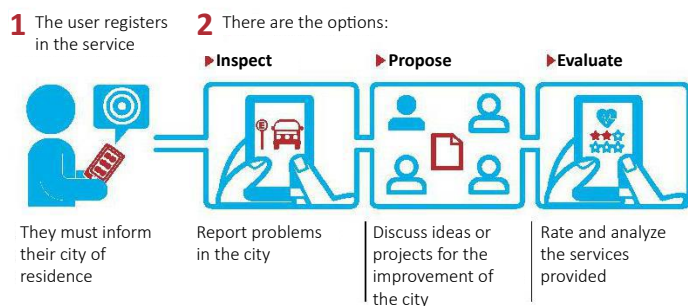 1 The user registers
in the service
2 There are the options:
Inspect
Propose
Evaluate
E
They must inform
their city of
residence
Report problems
in the city
Discuss ideas or
projects for the
improvement of
the city
Rate and analyze
the services
provided